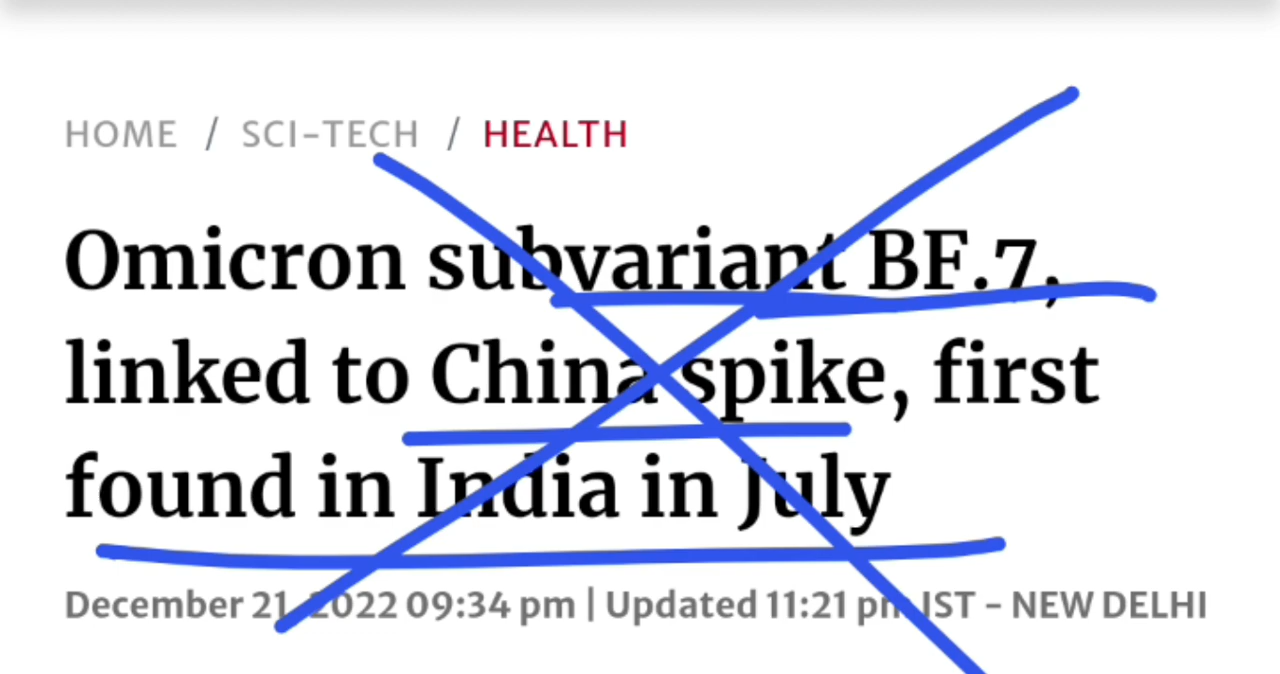 HOME / SCI-TECH / HEALTH
Omicron subvariant BF.7,
linked to China spike, first
found in India in July
December 21, 2022 09:34 pm | Updated 11:21 pm IST - NEW DELHI